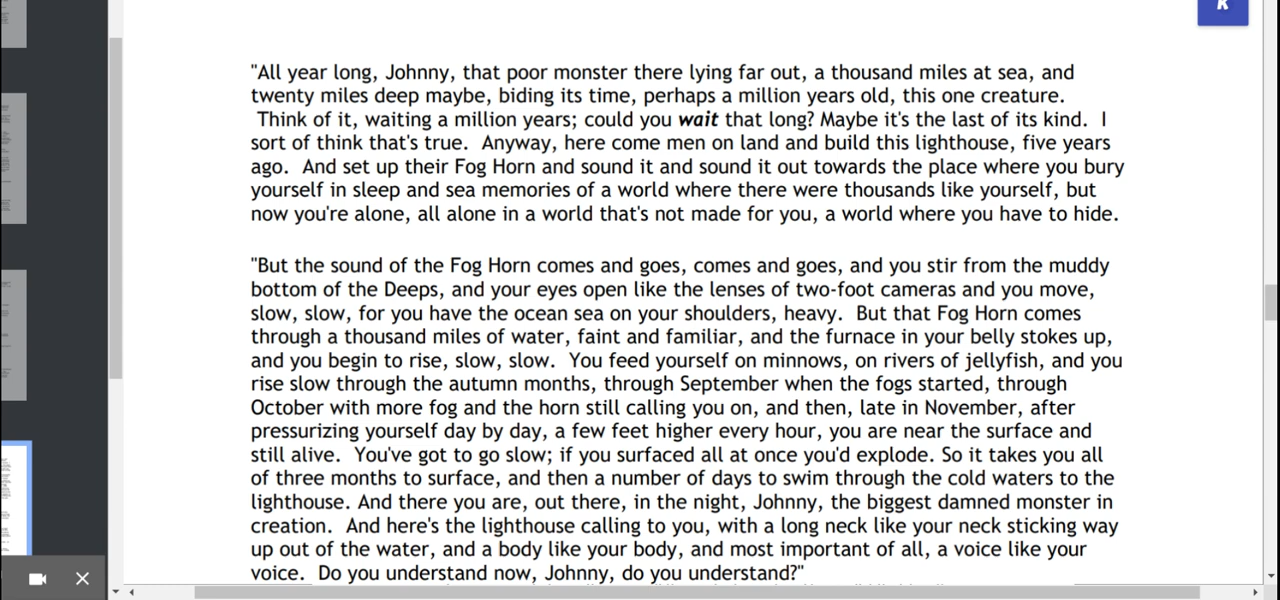 K
"All year long, Johnny, that poor monster there lying far out, a thousand miles at sea, and
twenty miles deep maybe, biding its time, perhaps a million years old, this one creature.
Think of it, waiting a million years; could you wait that long? Maybe it's the last of its kind. I
sort of think that's true. Anyway, here come men on land and build this lighthouse, five years
ago. And set up their Fog Horn and sound it and sound it out towards the place where you bury
yourself in sleep and sea memories of a world where there were thousands like yourself, but
now you're alone, all alone in a world that's not made for you, a world where you have to hide.
"But the sound of the Fog Horn comes and goes, comes and goes, and you stir from the muddy
bottom of the Deeps, and your eyes open like the lenses of two-foot cameras and you move,
slow, slow, for you have the ocean sea on your shoulders, heavy. But that Fog Horn comes
through a thousand miles of water, faint and familiar, and the furnace in your belly stokes up,
and you begin to rise, slow, slow. You feed yourself on minnows, on rivers of jellyfish, and you
rise slow through the autumn months, through September when the fogs started, through
October with more fog and the horn still calling you on, and then, late in November, after
pressurizing yourself day by day, a few feet higher every hour, you are near the surface and
still alive. You've got to go slow; if you surfaced all at once you'd explode. So it takes you all
of three months to surface, and then a number of days to swim through the cold waters to the
lighthouse. And there you are, out there, in the night, Johnny, the biggest damned monster in
creation. And here's the lighthouse calling to you, with a long neck like your neck sticking way
up out of the water, and a body like your body, and most important of all, a voice like your
voice. Do you understand now, Johnny, do you understand?"